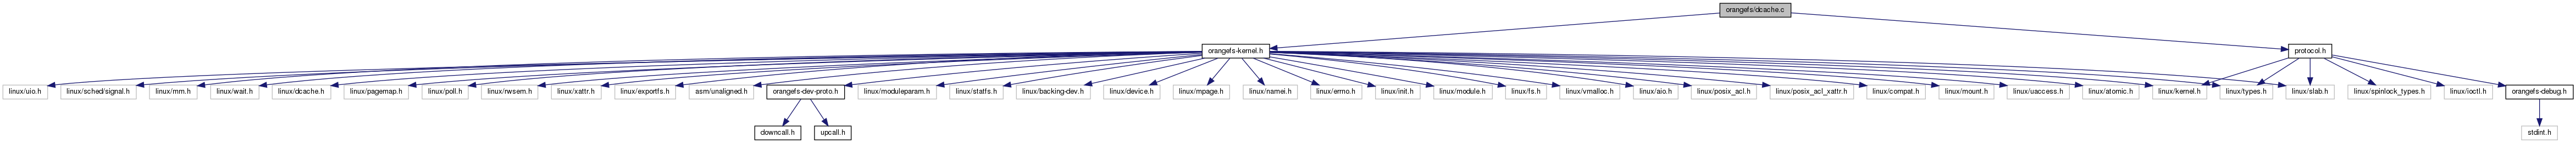 orangefs/dcache.c
orangefs-kernel.h
protocol.h
linux/uio.h
linux/sched/signal.h
linux/mm.h
linux/wait.h
linux/dcache.h
linux/pagemap.h
linux/poll.h
linux/rwsem.h
linux/xattr.h
linux/exportfs.h
asm/unaligned.h
orangefs-dev-proto.h
linux/moduleparam.h
linux/statfs.h
linux/backing-dev.h
linux/device.h
linux/mpage.h
linux/namei.h
linux/errno.h
linux/init.h
linux/module.h
linux/fs.h
linux/vmalloc.h
linux/aio.h
linux/posix_acl.h
linux/posix_acl_xattr.h
linux/compat.h
linux/mount.h
linux/uaccess.h
linux/atomic.h
linux/kernel.h
linux/types.h
linux/slab.h
linux/spinlock_types.h
linux/ioctl.h
orangefs-debug.h
downcall.h
upcall.h
stdint.h